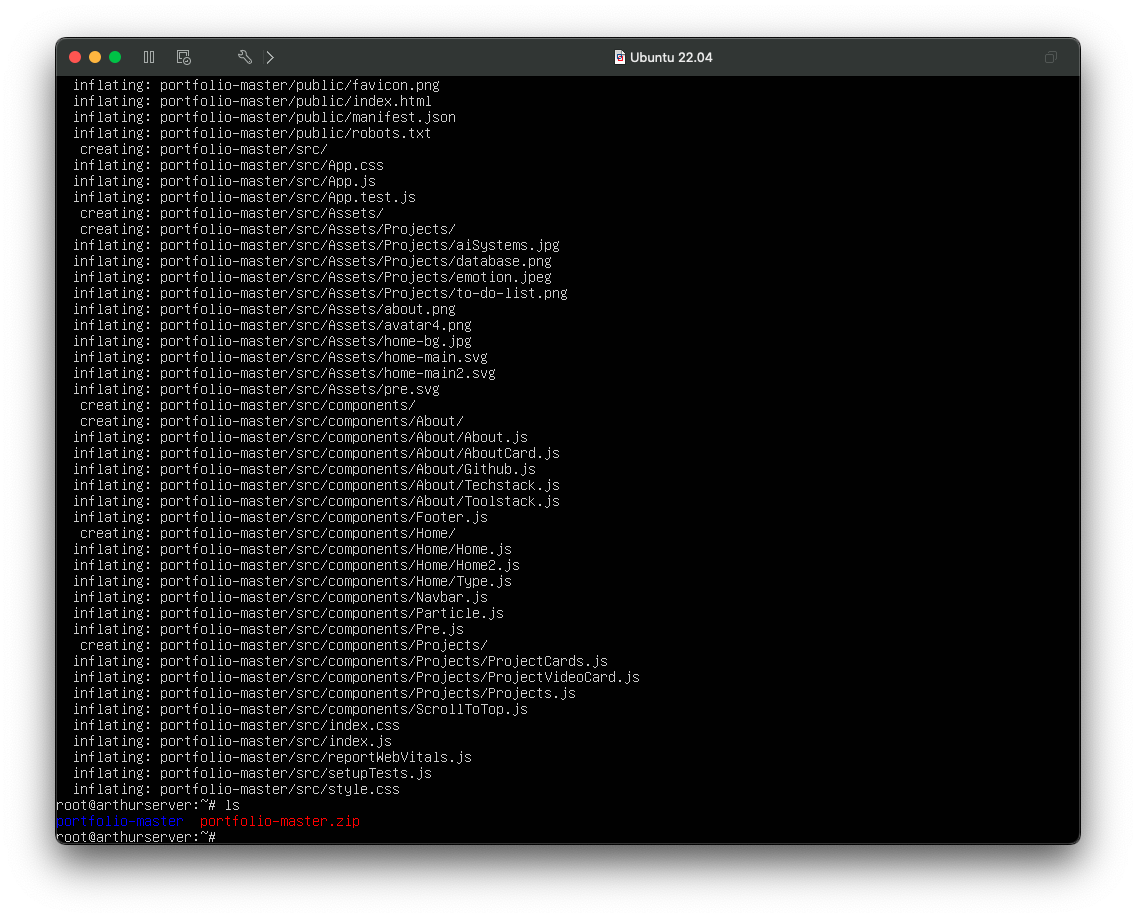 Ubuntu 22.04
inflating: portfolio-master/public/favicon.png
inflating: portfolio-master/public/index.html
inflating: portfolio-master/public/manifest.json
inflating: portfolio-master/public/robots.txt
creating: portfolio-master/src/
inflating: portfolio-master/src/App.css
inflating: portfolio-master/src/App.js
inflating: portfolio-master/src/App.test.js
creating: portfolio-master/src/Assets/
creating: portfolio-master/src/Assets/Projects/
inflating: portfolio-master/src/Assets/Projects/aiSystems.jpg
inflating: portfolio-master/src/Assets/Projects/database.png
inflating: portfolio-master/src/Assets/Projects/emotion.jpeg
inflating: portfolio-master/src/Assets/Projects/to-do-list.png
inflating: portfolio-master/src/Assets/about.png
inflating: portfolio-master/src/Assets/avatar4.png
inflating: portfolio-master/src/Assets/home-bg.jpg
inflating: portfolio-master/src/Assets/home-main.svg
inflating: portfolio-master/src/Assets/home-main2.svg
inflating: portfolio-master/src/Assets/pre.svg
creating: portfolio-master/src/components/
creating: portfolio-master/src/components/About/
inflating: portfolio-master/src/components/About/About.js
inflating: portfolio-master/src/components/About/AboutCard.js
inflating: portfolio-master/src/components/About/Github.js
inflating: portfolio-master/src/components/About/Techstack.js
inflating: portfolio-master/src/components/About/Toolstack.js
inflating: portfolio-master/src/components/Footer.js
creating: portfolio-master/src/components/Home/
inflating: portfolio-master/src/components/Home/Home.js
inflating: portfolio-master/src/components/Home/Home2.js
inflating: portfolio-master/src/components/Home/Type.js
inflating: portfolio-master/src/components/Navbar.js
inflating: portfolio-master/src/components/Particle.js
inflating: portfolio-master/src/components/Pre.js
creating: portfolio-master/src/components/Projects/
inflating: portfolio-master/src/components/Projects/ProjectCards.js
inflating: portfolio-master/src/components/Projects/ProjectVideoCard.js
inflating: portfolio-master/src/components/Projects/Projects.js
inflating: portfolio-master/src/components/ScrollToTop.js
inflating: portfolio-master/src/index.css
inflating: portfolio-master/src/index.js
inflating: portfolio-master/src/reportWebVitals.js
inflating: portfolio-master/src/setupTests.js
inflating: portfolio-master/src/style.css
root@arthurserver:~# ls
portfolio-master portfolio-master.zip
root@arthurserver:~#